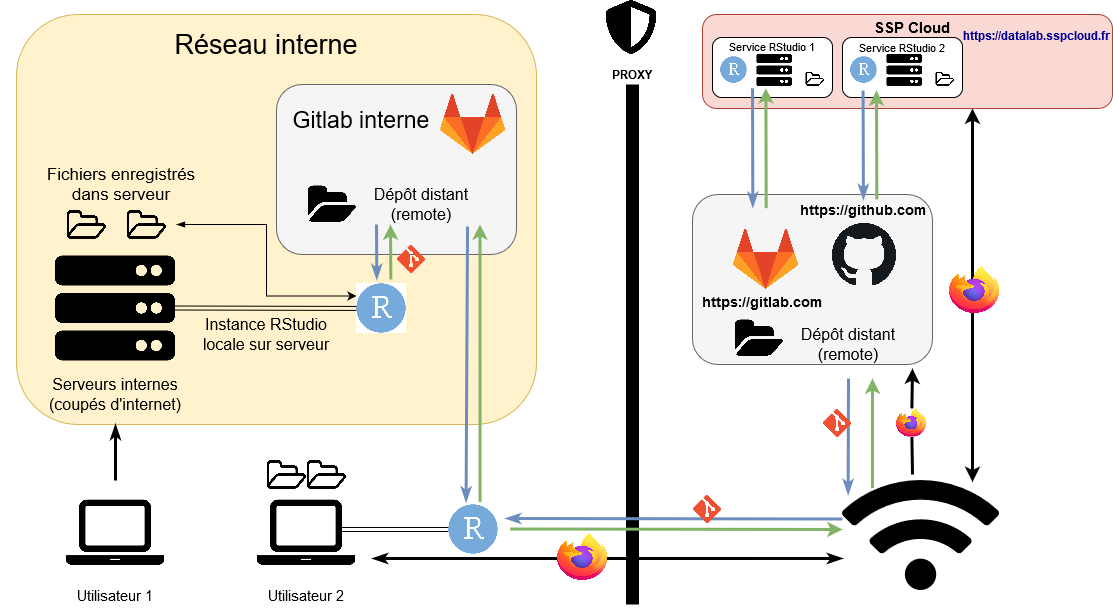 Réseau interne
Gitlab interne
Dépôt distant
(remote)
Fichiers enregistrés
dans serveur
R
Instance RStudio
locale sur serveur
Serveurs internes
(coupés d'internet)
Utilisateur 1
Utilisateur 2
R
PROXY
SSP Cloud
https://datalab.sspcloud.fr
Service RStudio 1
R
Service RStudio 2
R
https://github.com
https://gitlab.com
Dépôt distant
(remote)